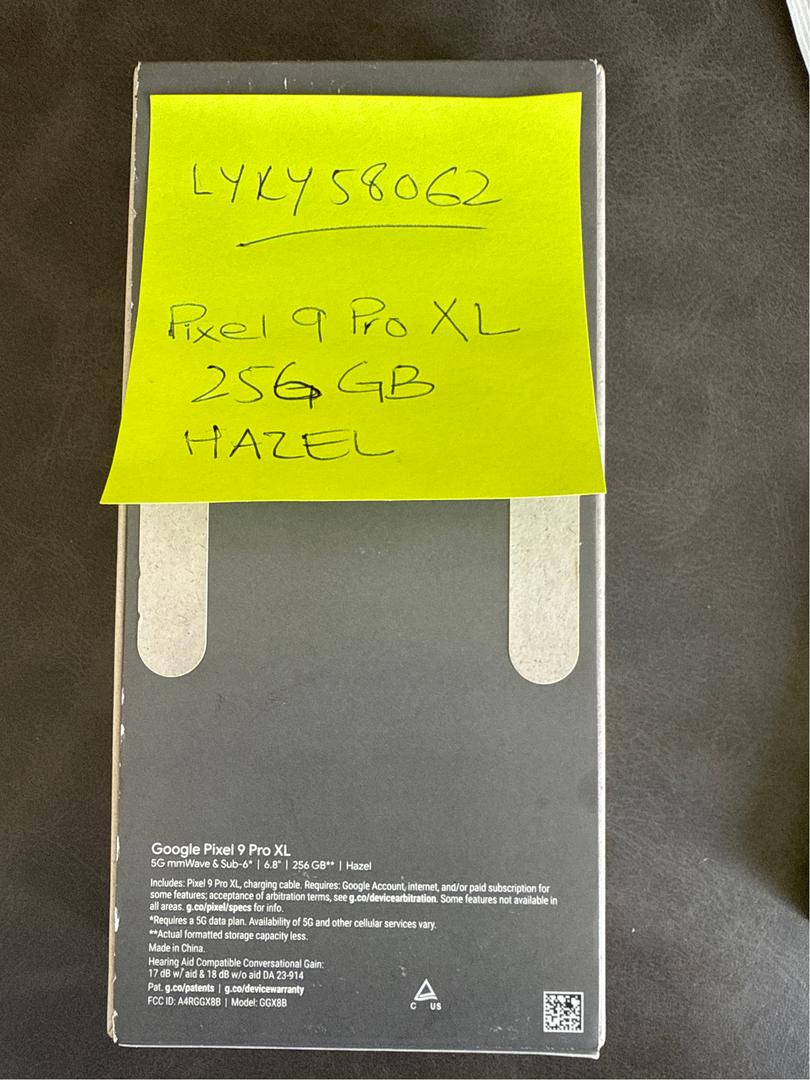 LYKY58062
Pixel 9 Pro XL
256 GB
HAZEL
Google Pixel 9 Pro XL
5G mmWave & Sub-6* | 6.8" | 256 GB** | Hazel
Includes: Pixel 9 Pro XL, charging cable. Requires: Google Account, internet, and/or paid subscription for
some features; acceptance of arbitration terms, see g.co/devicearbitration. Some features not available in
all areas. g.co/pixel/specs for info.
*Requires a 5G data plan. Availability of 5G and other cellular services vary.
**Actual formatted storage capacity less.
Made in China.
Hearing Aid Compatible Conversational Gain:
17 dB w/ aid & 18 dB w/o aid DA 23-914
Pat. g.co/patents | g.co/devicewarranty
FCC ID: A4RGGX8B | Model: GGX8B
C US